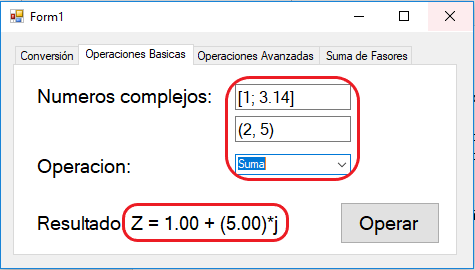 Form1
Conversión Operaciones Basicas Operaciones Avanzadas Suma de Fasores
Numeros complejos: [1; 3.14]
(2, 5)
Operacion: Suma
Resultado Z = 1.00 + (5.00)*j Operar